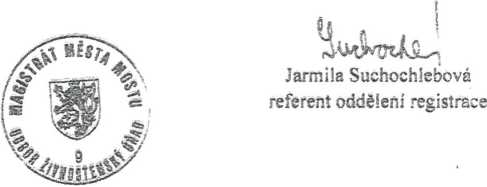 MAGISTRÁT MĚSTA MOSTU
ODBOR ŽIVNOSTENSKÝ ÚŘAD
9
Jarmila Suchochlebová
referent oddělení registrace